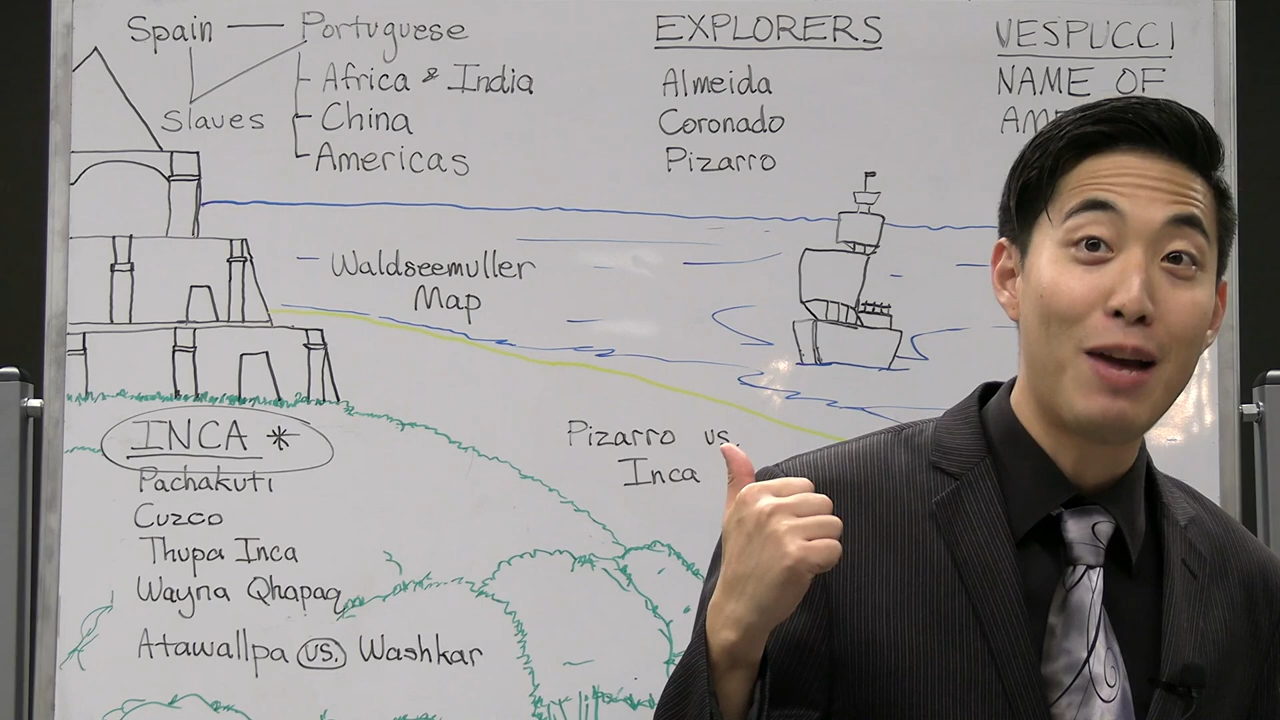 Spain — Portuguese
Slaves
Africa & India
China
Americas
EXPLORERS
Almeida
Coronado
Pizarro
VESPUCCI
NAME OF
Waldseemuller
Map
INCA *
Pachakuti
Cuzco
Thupa Inca
Wayna Qhapaq
Atawallpa vs. Washkar
Pizarro vs.
Inca